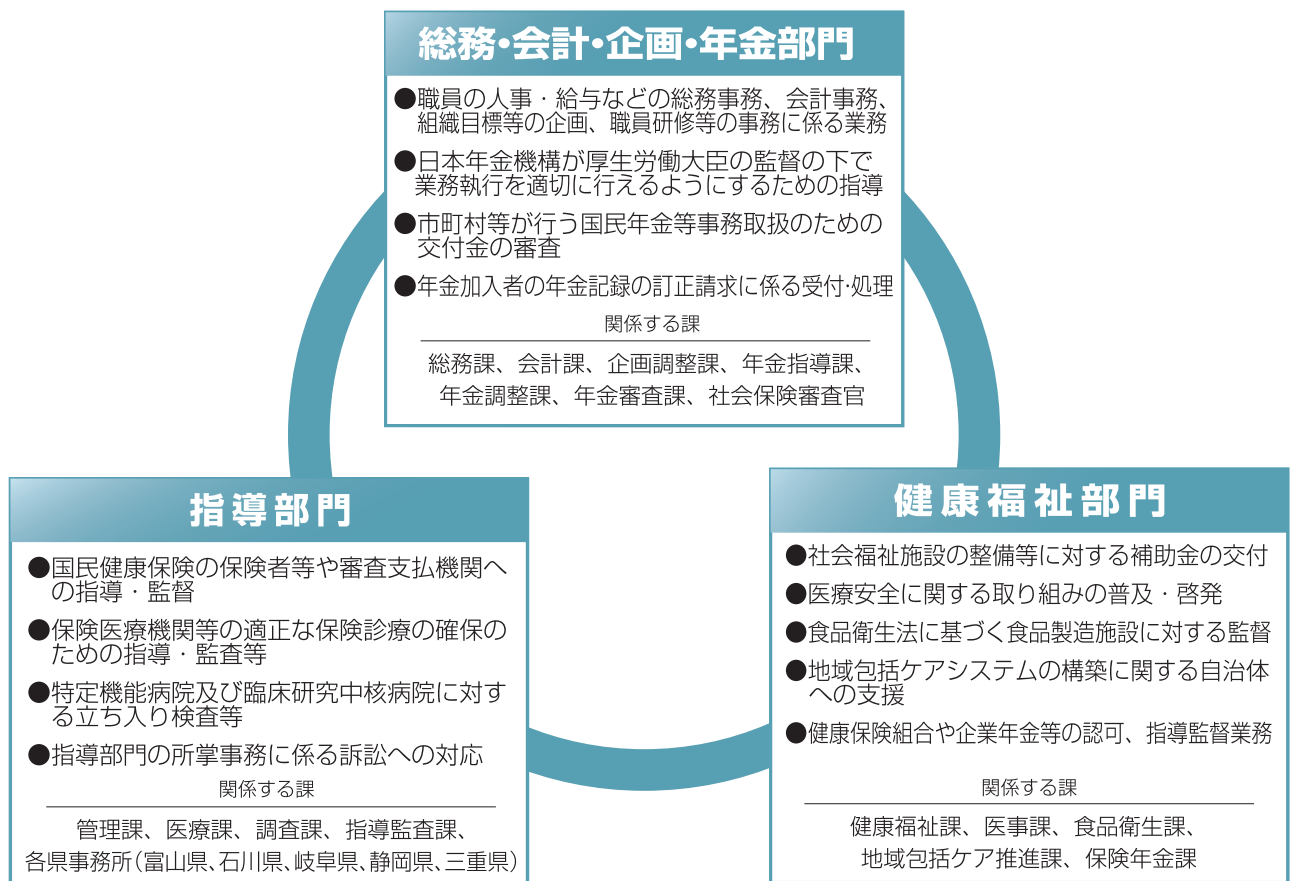 総務・会計・企画・年金部門
●職員の人事・給与などの総務事務、会計事務、
組織目標等の企画、職員研修等の事務に係る業務
●日本年金機構が厚生労働大臣の監督の下で
業務執行を適切に行えるようにするための指導
●市町村等が行う国民年金等事務取扱のための
交付金の審査
●年金加入者の年金記録の訂正請求に係る受付・処理
関係する課
総務課、会計課、企画調整課、年金指導課、
年金調整課、年金審査課、社会保険審査官
指導部門
●国民健康保険の保険者等や審査支払機関へ
の指導・監督
●保険医療機関等の適正な保険診療の確保の
ための指導・監査等
●特定機能病院及び臨床研究中核病院に対す
る立ち入り検査等
●指導部門の所掌事務に係る訴訟への対応
関係する課
管理課、医療課、調査課、指導監査課、
各県事務所(富山県、石川県、岐阜県、静岡県、三重県)
健康福祉部門
●社会福祉施設の整備等に対する補助金の交付
●医療安全に関する取り組みの普及・啓発
●食品衛生法に基づく食品製造施設に対する監督
●地域包括ケアシステムの構築に関する自治体
への支援
●健康保険組合や企業年金等の認可、指導監督業務
関係する課
健康福祉課、医事課、食品衛生課、
地域包括ケア推進課、保険年金課